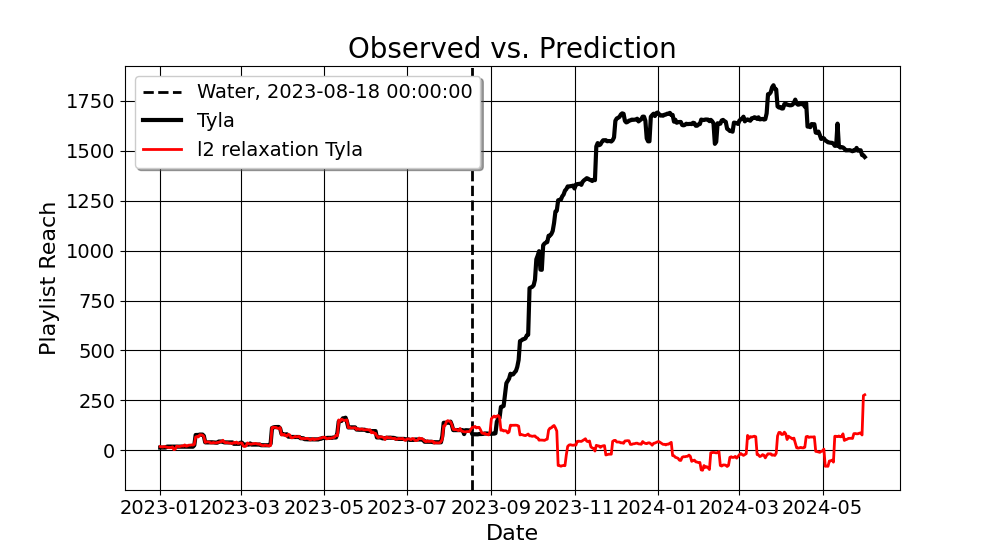 Observed vs. Prediction
Water, 2023-08-18 00:00:00
Tyla
l2 relaxation Tyla
Playlist Reach
1750
1500
1250
1000
750
500
250
0
2023-01 2023-03 2023-05 2023-07 2023-09 2023-11 2024-01 2024-03 2024-05
Date